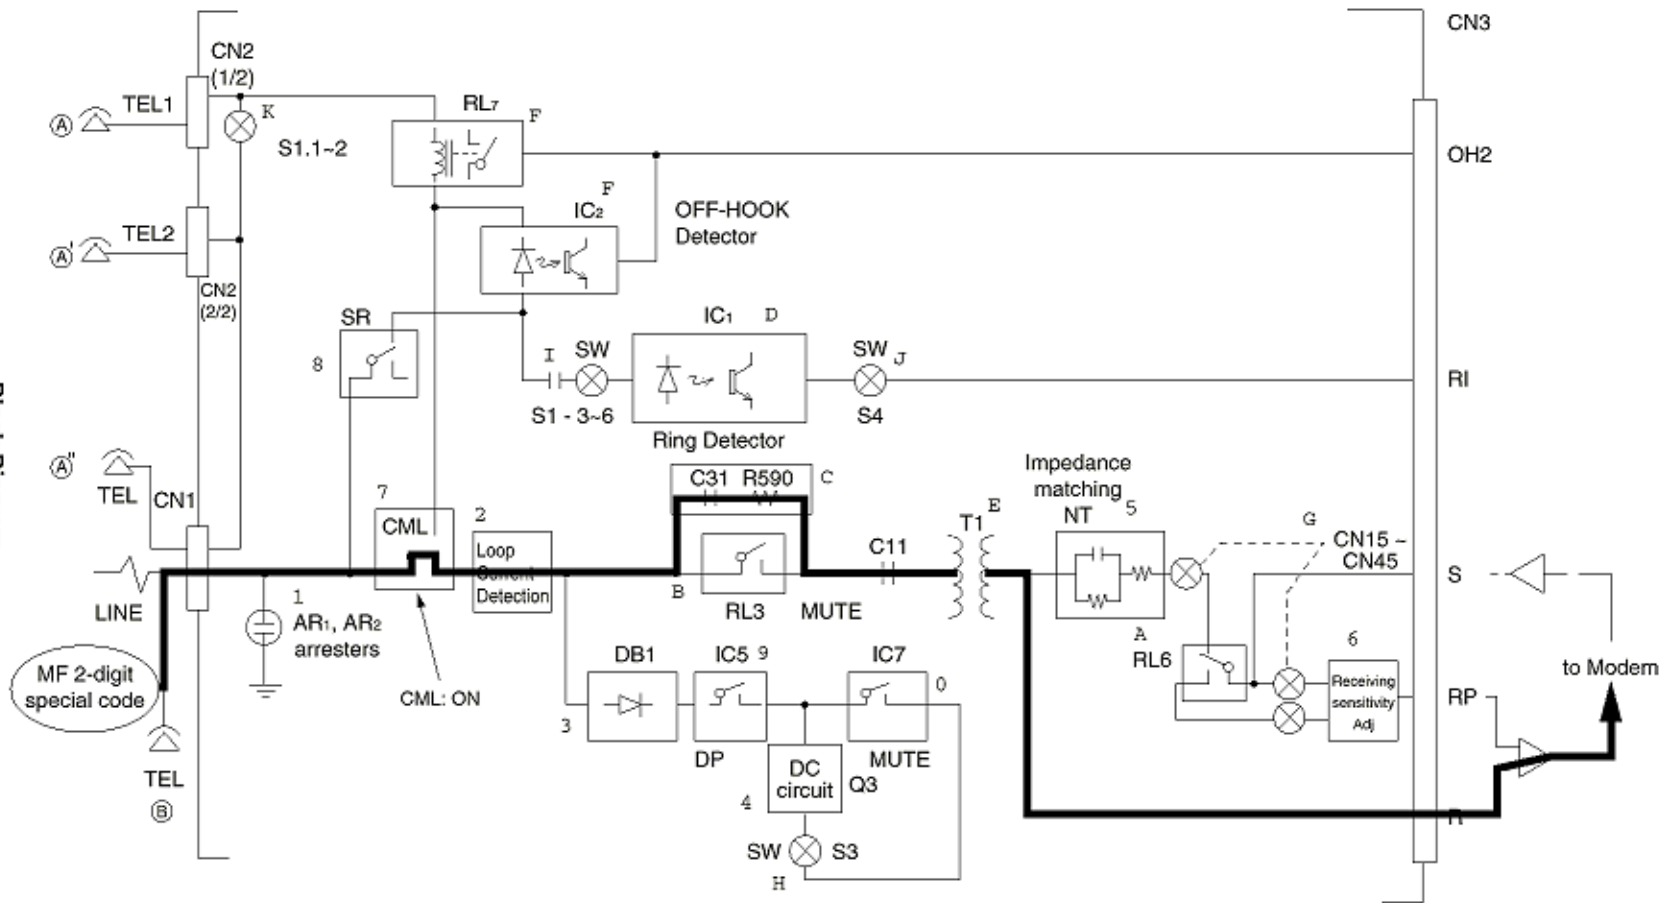 CN3
CN2
(1/2)
TEL1
A
K
S1.1~2
RL7
F
OH2
F
IC2
OFF-HOOK
Detector
TEL2
A'
CN2
(2/2)
SR
8
IC1
D
I
SW
SW
J
RI
S1 - 3~6
S4
Ring Detector
A"
TEL
CN1
7
CML
2
Loop
Current
Detection
C31
R590
C
Impedance
matching
NT
5
T1
E
G
CN15 ~
CN45
C11
S
LINE
1
AR1, AR2
arresters
B
RL3
MUTE
A
RL6
6
MF 2-digit
special code
CML: ON
DB1
IC5
9
IC7
0
Receiving
sensitivity
Adj
RP
to Modem
3
DP
MUTE
TEL
B
DC
circuit
Q3
4
SW
S3
H
R